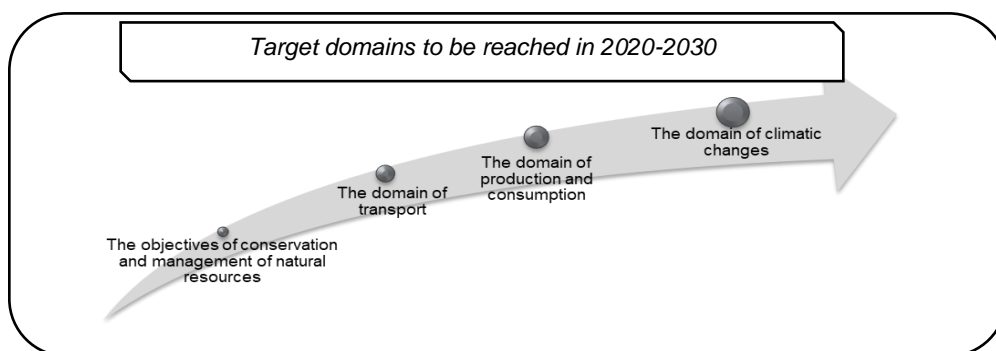 Target domains to be reached in 2020-2030
The objectives of conservation
and management of natural
resources
The domain of
transport
The domain of
production and
consumption
The domain of climatic
changes